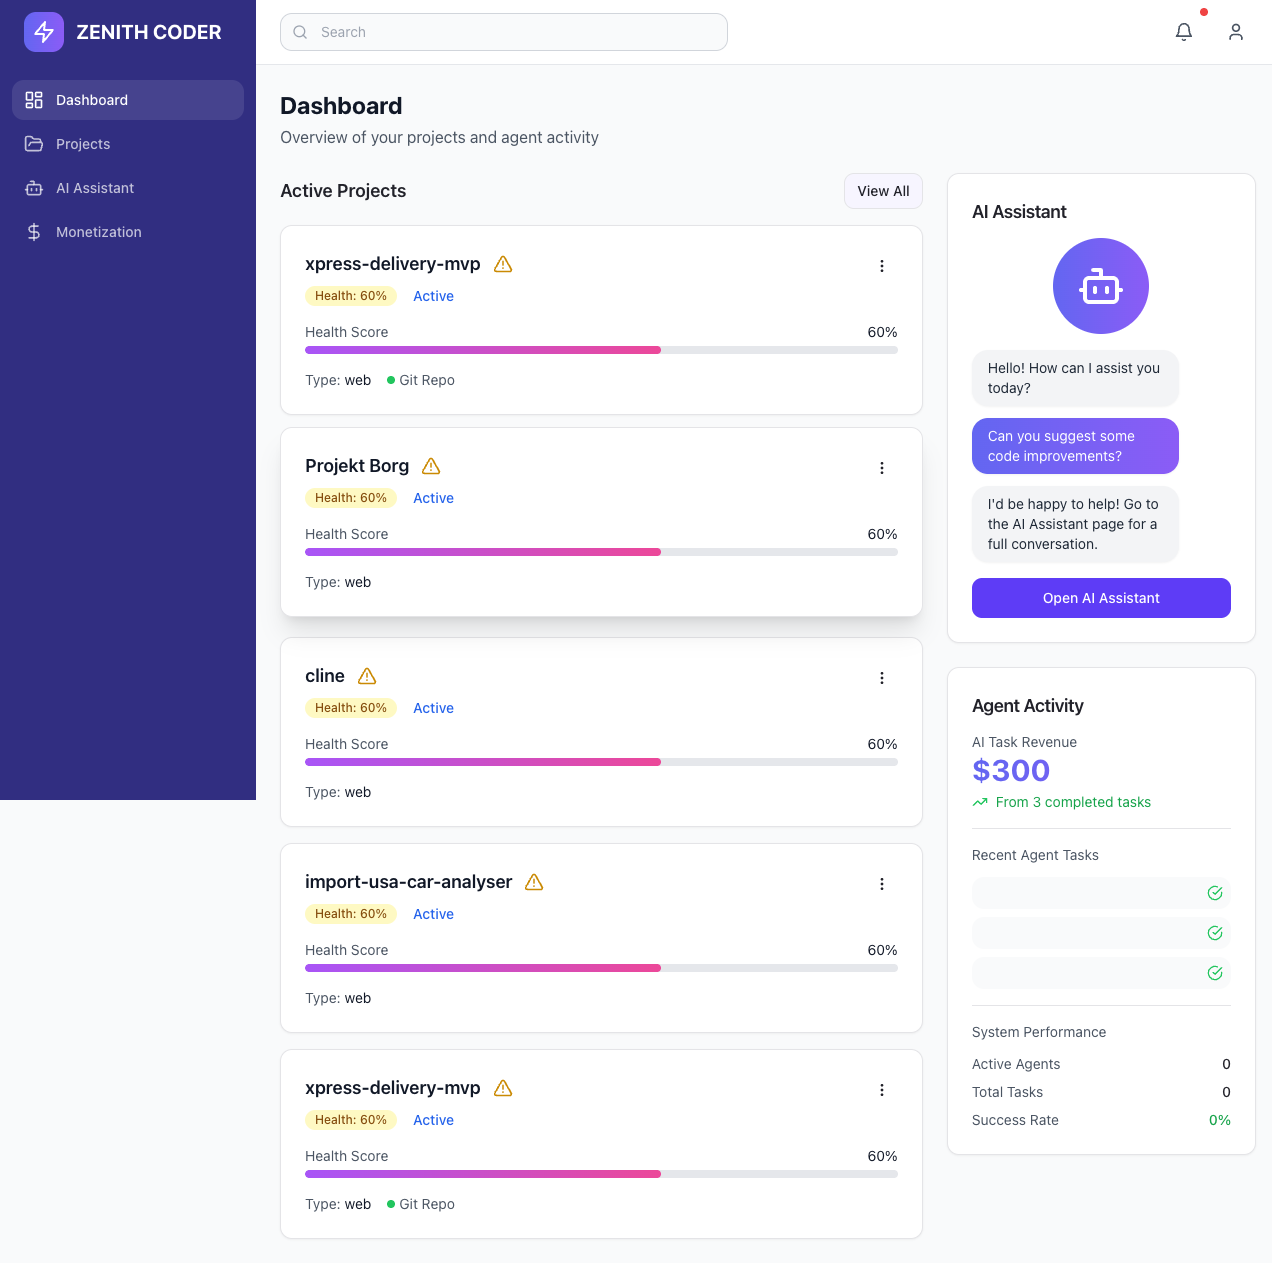 ZENITH CODER
Dashboard
Projects
AI Assistant
Monetization
Search
Dashboard
Overview of your projects and agent activity
Active Projects
View All
xpress-delivery-mvp
Health: 60% Active
Health Score 60%
Type: web Git Repo
Projekt Borg
Health: 60% Active
Health Score 60%
Type: web
cline
Health: 60% Active
Health Score 60%
Type: web
import-usa-car-analyser
Health: 60% Active
Health Score 60%
Type: web
xpress-delivery-mvp
Health: 60% Active
Health Score 60%
Type: web Git Repo
AI Assistant
Hello! How can I assist you
today?
Can you suggest some
code improvements?
I'd be happy to help! Go to
the AI Assistant page for a
full conversation.
Open AI Assistant
Agent Activity
AI Task Revenue
$300
From 3 completed tasks
Recent Agent Tasks
System Performance
Active Agents 0
Total Tasks 0
Success Rate 0%